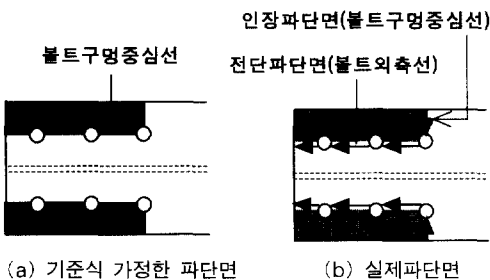 인장파단면(볼트구멍중심선)
볼트구멍중심선
전단파단면(볼트외측선)
(a) 기준식 가정한 파단면
(b) 실제파단면